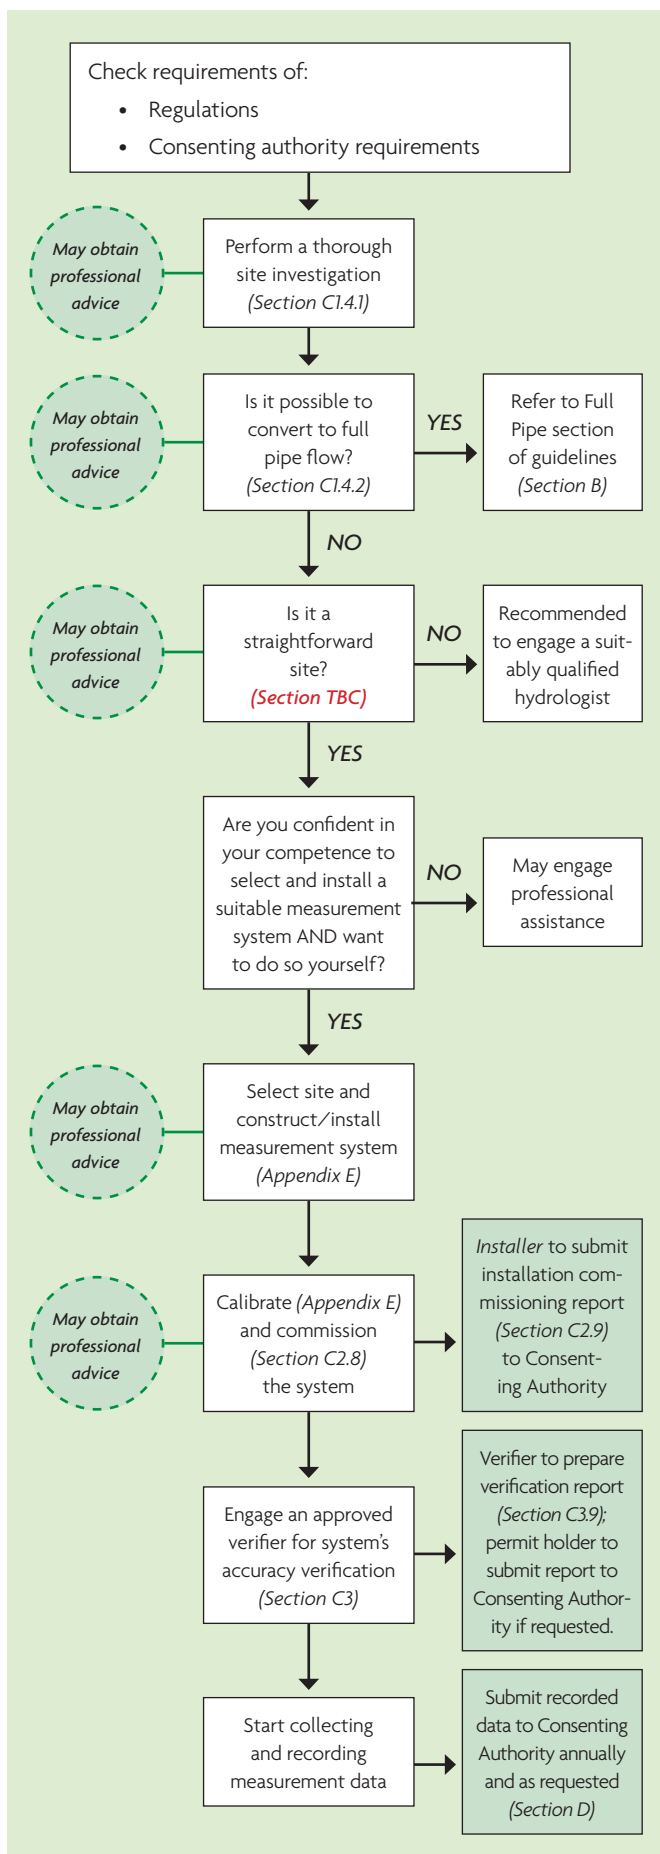 Check requirements of:
• Regulations
• Consenting authority requirements
May obtain
professional
advice
Perform a thorough
site investigation
(Section C1.4.1)
May obtain
professional
advice
Is it possible to
convert to full
pipe flow?
(Section C1.4.2)
YES
Refer to Full
Pipe section
of guidelines
(Section B)
NO
May obtain
professional
advice
Is it a
straightforward
site?
(Section TBC)
NO
Recommended
to engage a suit-
ably qualified
hydrologist
YES
Are you confident in
your competence to
select and install a
suitable measurement
system AND want
to do so yourself?
NO
May engage
professional
assistance
YES
May obtain
professional
advice
Select site and
construct/install
measurement system
(Appendix E)
May obtain
professional
advice
Calibrate (Appendix E)
and commission
(Section C2.8)
the system
Installer to submit
installation com-
missioning report
(Section C2.9)
to Consent-
ing Authority
Engage an approved
verifier for system's
accuracy verification
(Section C3)
Verifier to prepare
verification report
(Section C3.9);
permit holder to
submit report to
Consenting Author-
ity if requested.
Start collecting
and recording
measurement data
Submit recorded
data to Consenting
Authority annually
and as requested
(Section D)